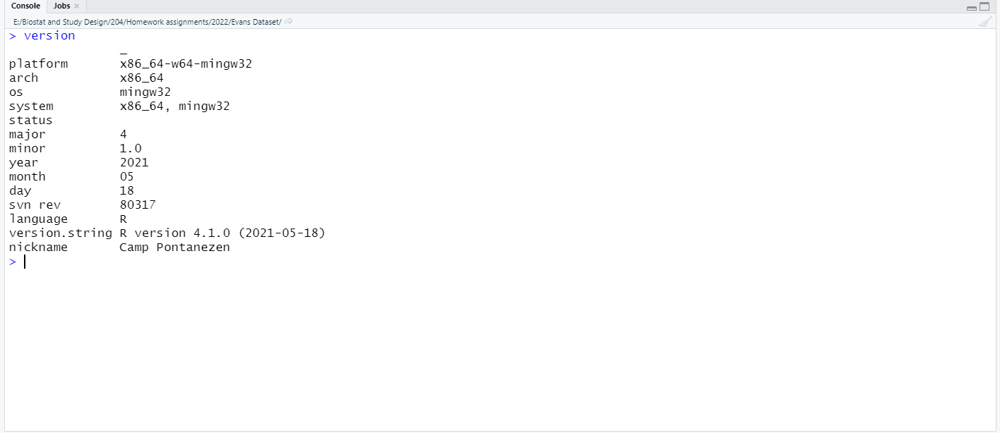 Console Jobs
E:/Biostat and Study Design/204/Homework assignments/2022/Evans Dataset/
> version
_
platform x86_64-w64-mingw32
arch x86_64
os mingw32
system x86_64, mingw32
status
major 4
minor 1.0
year 2021
month 05
day 18
svn rev 80317
language R
version.string R version 4.1.0 (2021-05-18)
nickname Camp Pontanezen
>